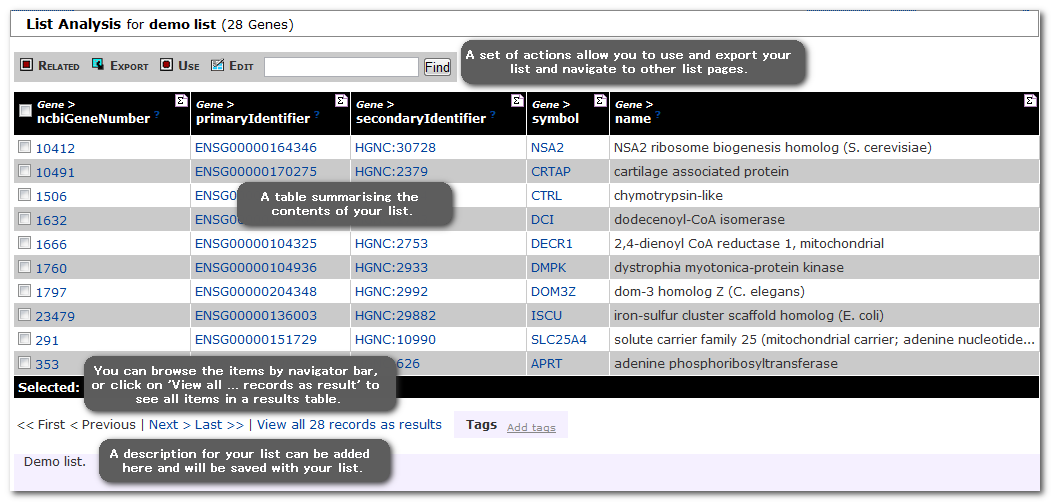 List Analysis for demo list (28 Genes)
A set of actions allow you to use and export your
list and navigate to other list pages.
Related Export Use Edit Find
Gene > Gene > Gene > Gene > Gene >
ncbiGeneNumber ? primaryIdentifier ? secondaryIdentifier ? symbol name ?
10412 ENSG00000164346 HGNC:30728 NSA2 NSA2 ribosome biogenesis homolog (S. cerevisiae)
10491 ENSG00000170275 HGNC:2379 CRTAP cartilage associated protein
1506 CTRL chymotrypsin-like
A table summarising the
contents of your list.
1632 DCI dodecenoyl-CoA isomerase
1666 ENSG00000104325 HGNC:2753 DECR1 2,4-dienoyl CoA reductase 1, mitochondrial
1760 ENSG00000104936 HGNC:2933 DMPK dystrophia myotonica-protein kinase
1797 ENSG00000204348 HGNC:2992 DOM3Z dom-3 homolog Z (C. elegans)
23479 ENSG00000136003 HGNC:29882 ISCU iron-sulfur cluster scaffold homolog (E. coli)
291 ENSG00000151729 HGNC:10990 SLC25A4 solute carrier family 25 (mitochondrial carrier; adenine nucleotide...
353 626 APRT adenine phosphoribosyltransferase
You can browse the items by navigator bar,
or click on 'View all ... records as result' to
see all items in a results table.
Selected:
<< First < Previous | Next > Last >> | View all 28 records as results Tags Add tags
A description for your list can be added
here and will be saved with your list.
Demo list.